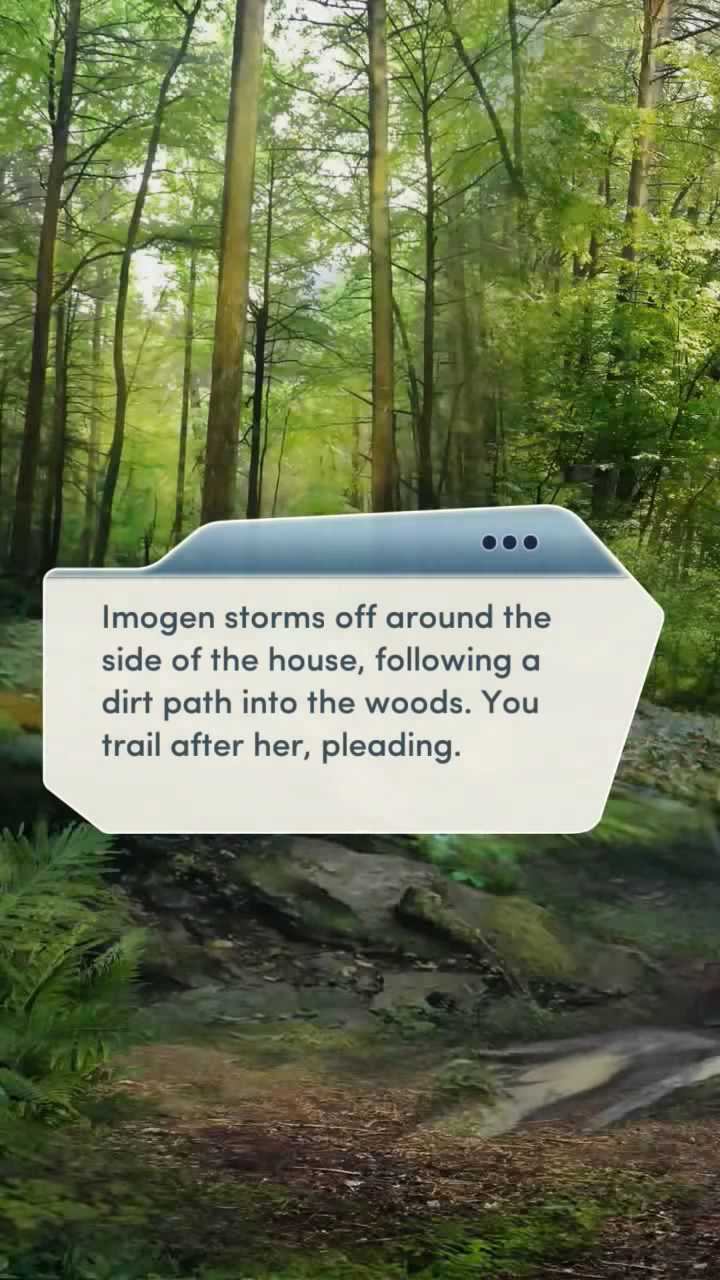 Imogen storms off around the
side of the house, following a
dirt path into the woods. You
trail after her, pleading.